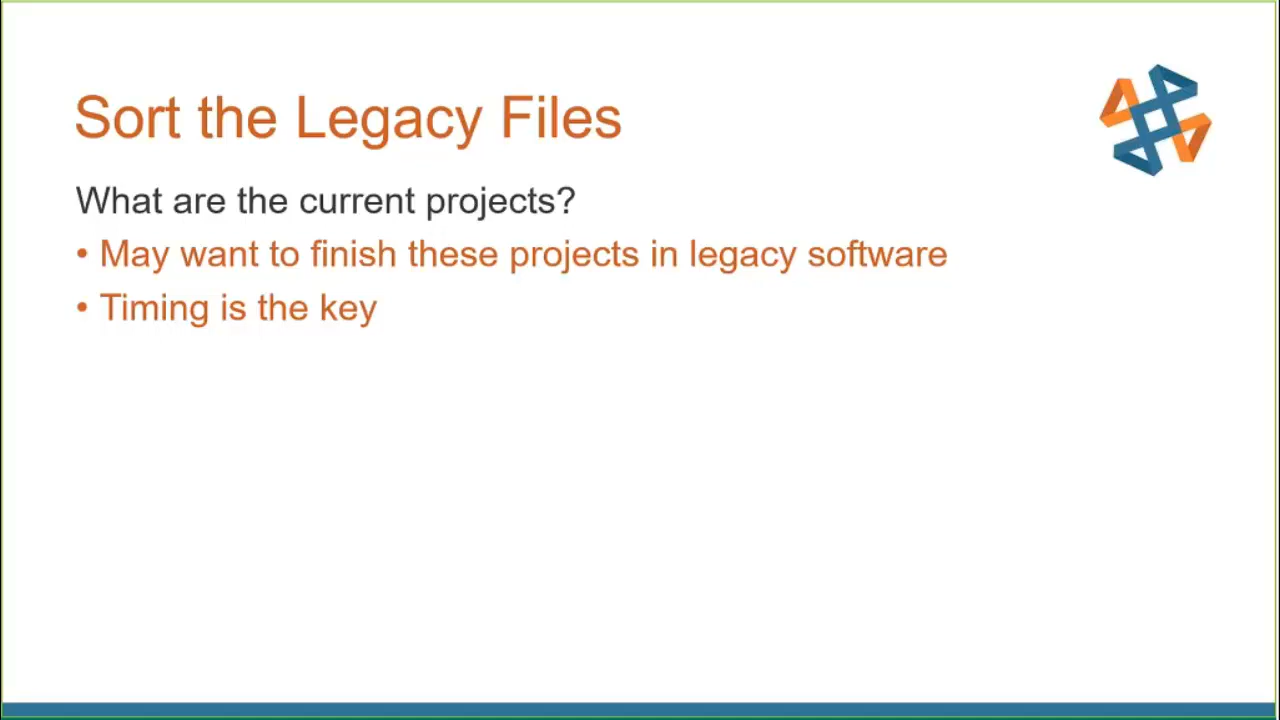 Sort the Legacy Files
What are the current projects?
• May want to finish these projects in legacy software
• Timing is the key